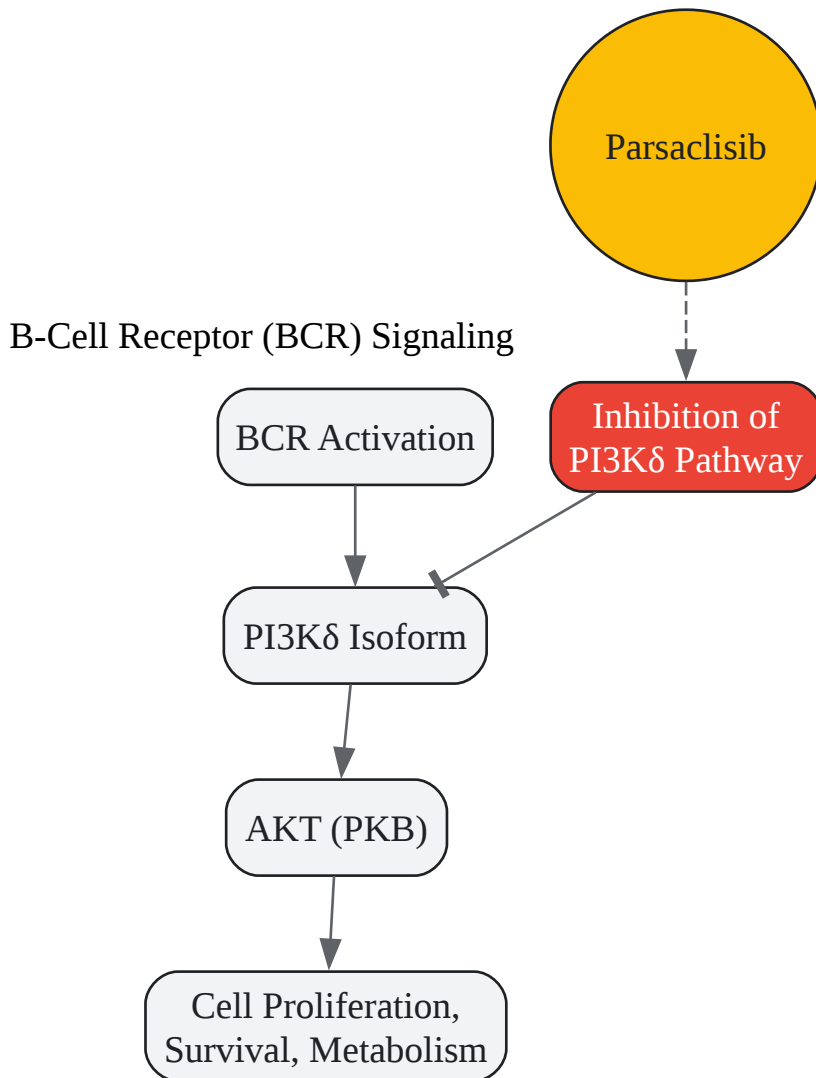 Parsaclisib
B-Cell Receptor (BCR) Signaling
BCR Activation
Inhibition of
PI3Kδ Pathway
PI3Kδ Isoform
AKT (PKB)
Cell Proliferation,
Survival, Metabolism